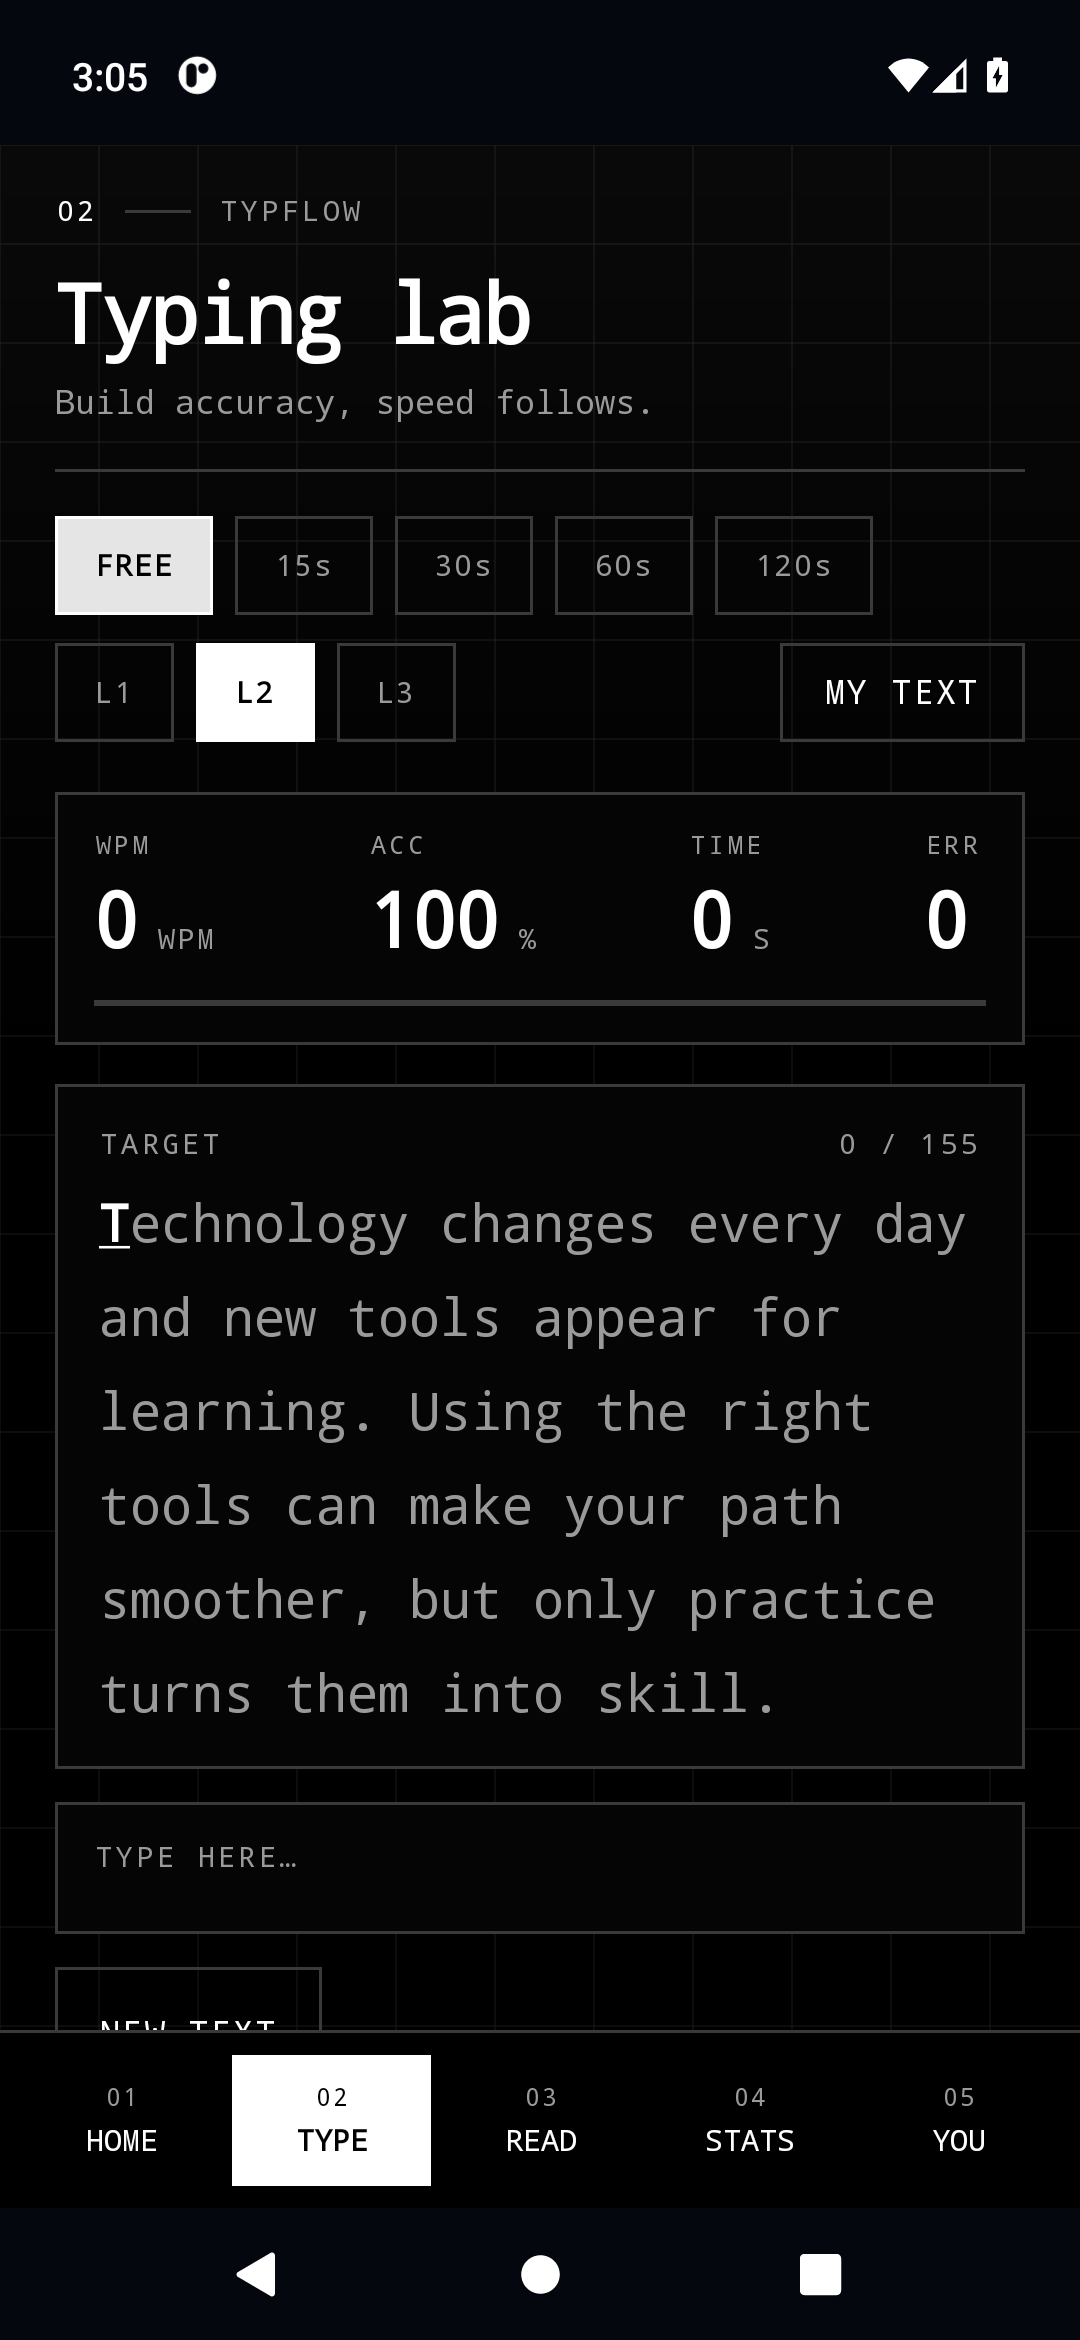 3:05
02 TYPFLOW
Typing lab
Build accuracy, speed follows.
FREE 15s 30s 60s 120s
L1 L2 L3 MY TEXT
WPM ACC TIME ERR
0 WPM 100 % 0 S 0
TARGET 0 / 155
Technology changes every day
and new tools appear for
learning. Using the right
tools can make your path
smoother, but only practice
turns them into skill.
TYPE HERE…
NEW TEXT
01 02 03 04 05
HOME TYPE READ STATS YOU